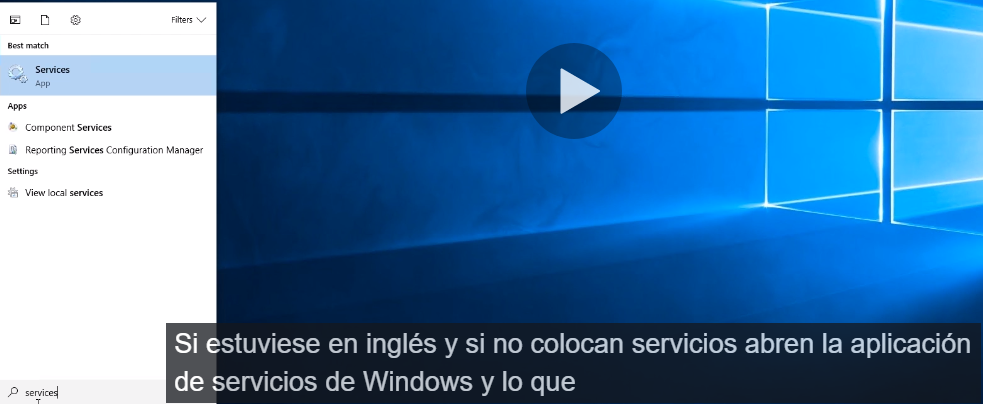 Filters
Best match
Services
App
Apps
Component Services
Reporting Services Configuration Manager
Settings
View local services
Si estuviese en inglés y si no colocan servicios abren la aplicación
de servicios de Windows y lo que
services